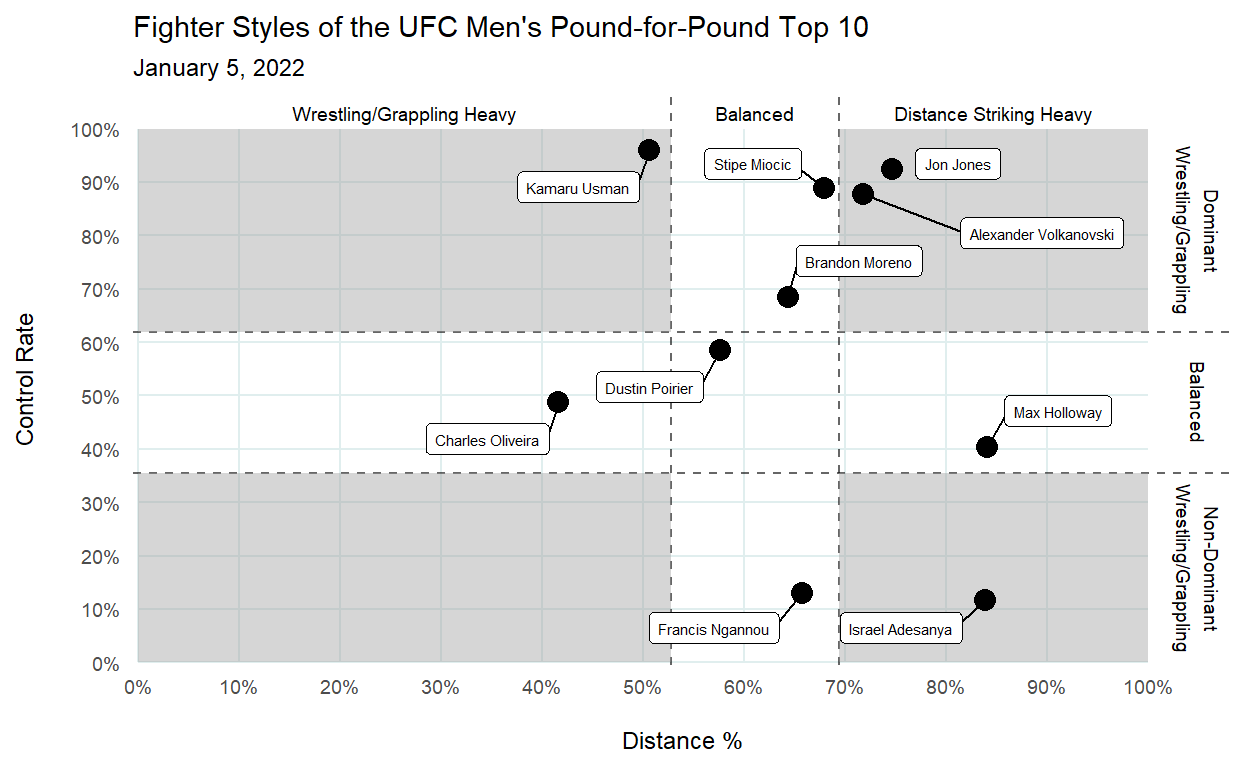 Fighter Styles of the UFC Men's Pound-for-Pound Top 10
January 5, 2022
Wrestling/Grappling Heavy
Balanced
Distance Striking Heavy
100%
90%
80%
70%
60%
50%
40%
30%
20%
10%
0%
Control Rate
Stipe Miocic
Jon Jones
Kamaru Usman
Alexander Volkanovski
Brandon Moreno
Dustin Poirier
Max Holloway
Charles Oliveira
Francis Ngannou
Israel Adesanya
Dominant
Wrestling/Grappling
Balanced
Non-Dominant
Wrestling/Grappling
0%
10%
20%
30%
40%
50%
60%
70%
80%
90%
100%
Distance %